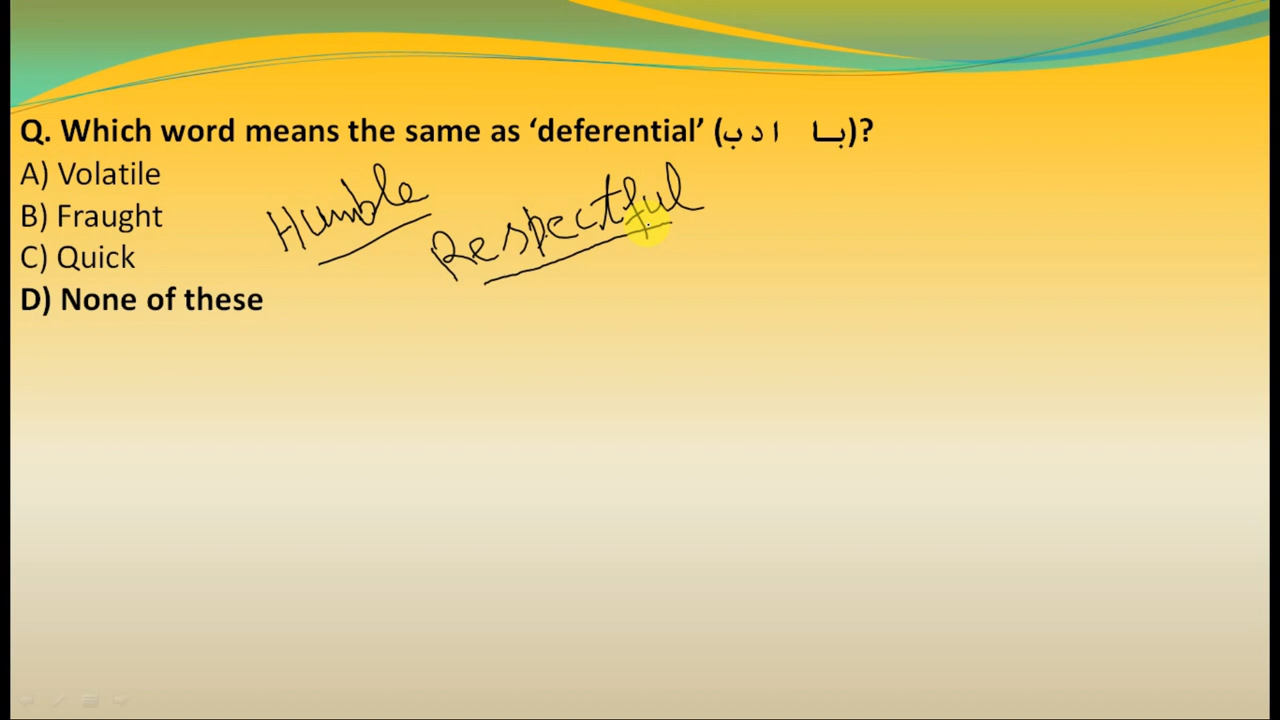 Q. Which word means the same as ‘deferential’ (با ادب)?
A) Volatile
B) Fraught
C) Quick
D) None of these
Humble
Respectful